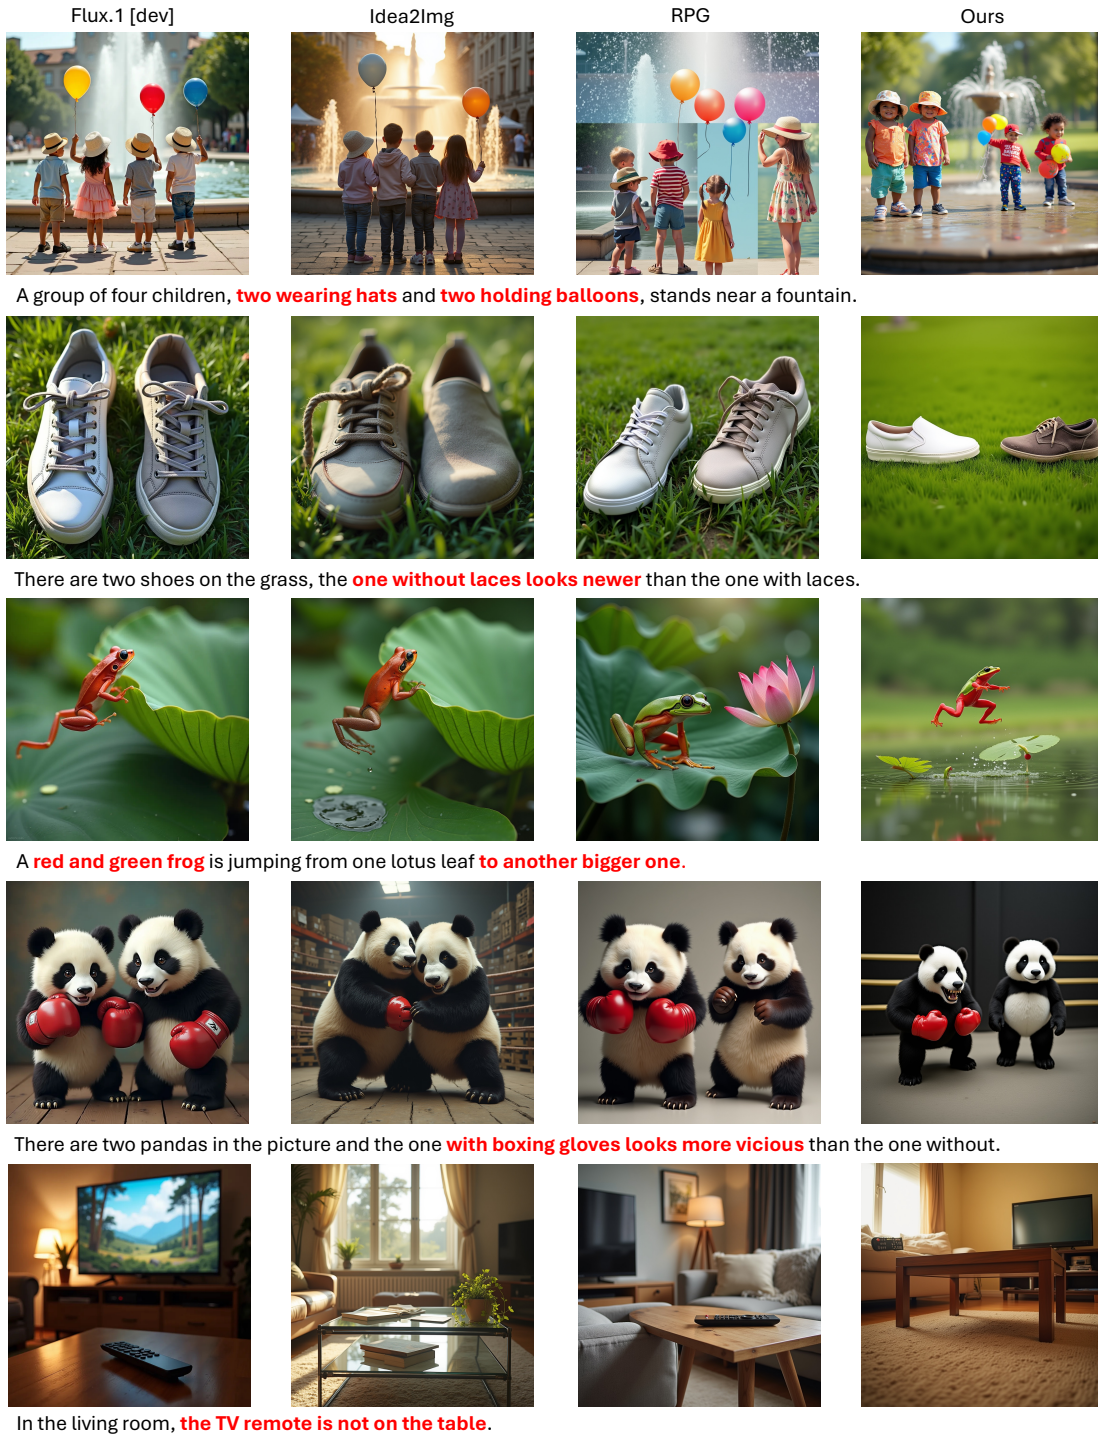 Flux.1 [dev] Idea2Img RPG Ours
A group of four children, two wearing hats and two holding balloons, stands near a fountain.
There are two shoes on the grass, the one without laces looks newer than the one with laces.
A red and green frog is jumping from one lotus leaf to another bigger one.
There are two pandas in the picture and the one with boxing gloves looks more vicious than the one without.
In the living room, the TV remote is not on the table.